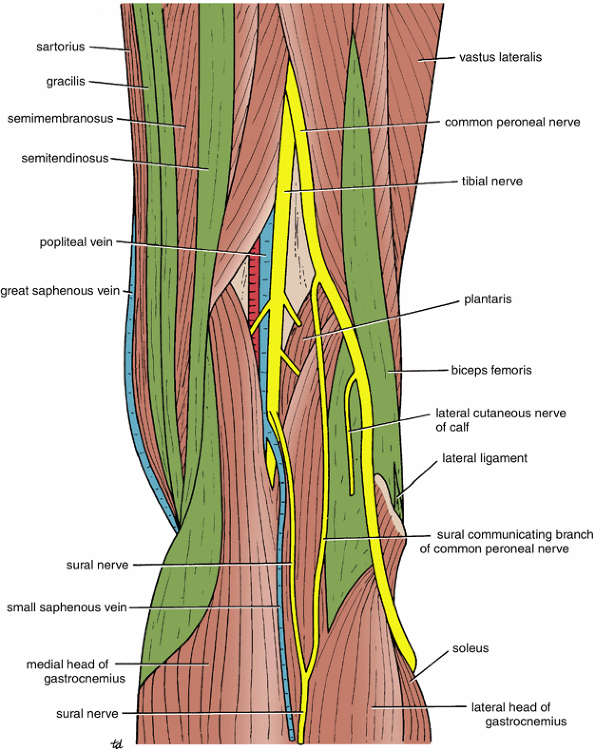 sartorius
gracilis
semimembranosus
semitendinosus
popliteal vein
great saphenous vein
sural nerve
small saphenous vein
medial head of
gastrocnemius
sural nerve
vastus lateralis
common peroneal nerve
tibial nerve
plantaris
biceps femoris
lateral cutaneous nerve
of calf
lateral ligament
sural communicating branch
of common peroneal nerve
soleus
lateral head of
gastrocnemius
td